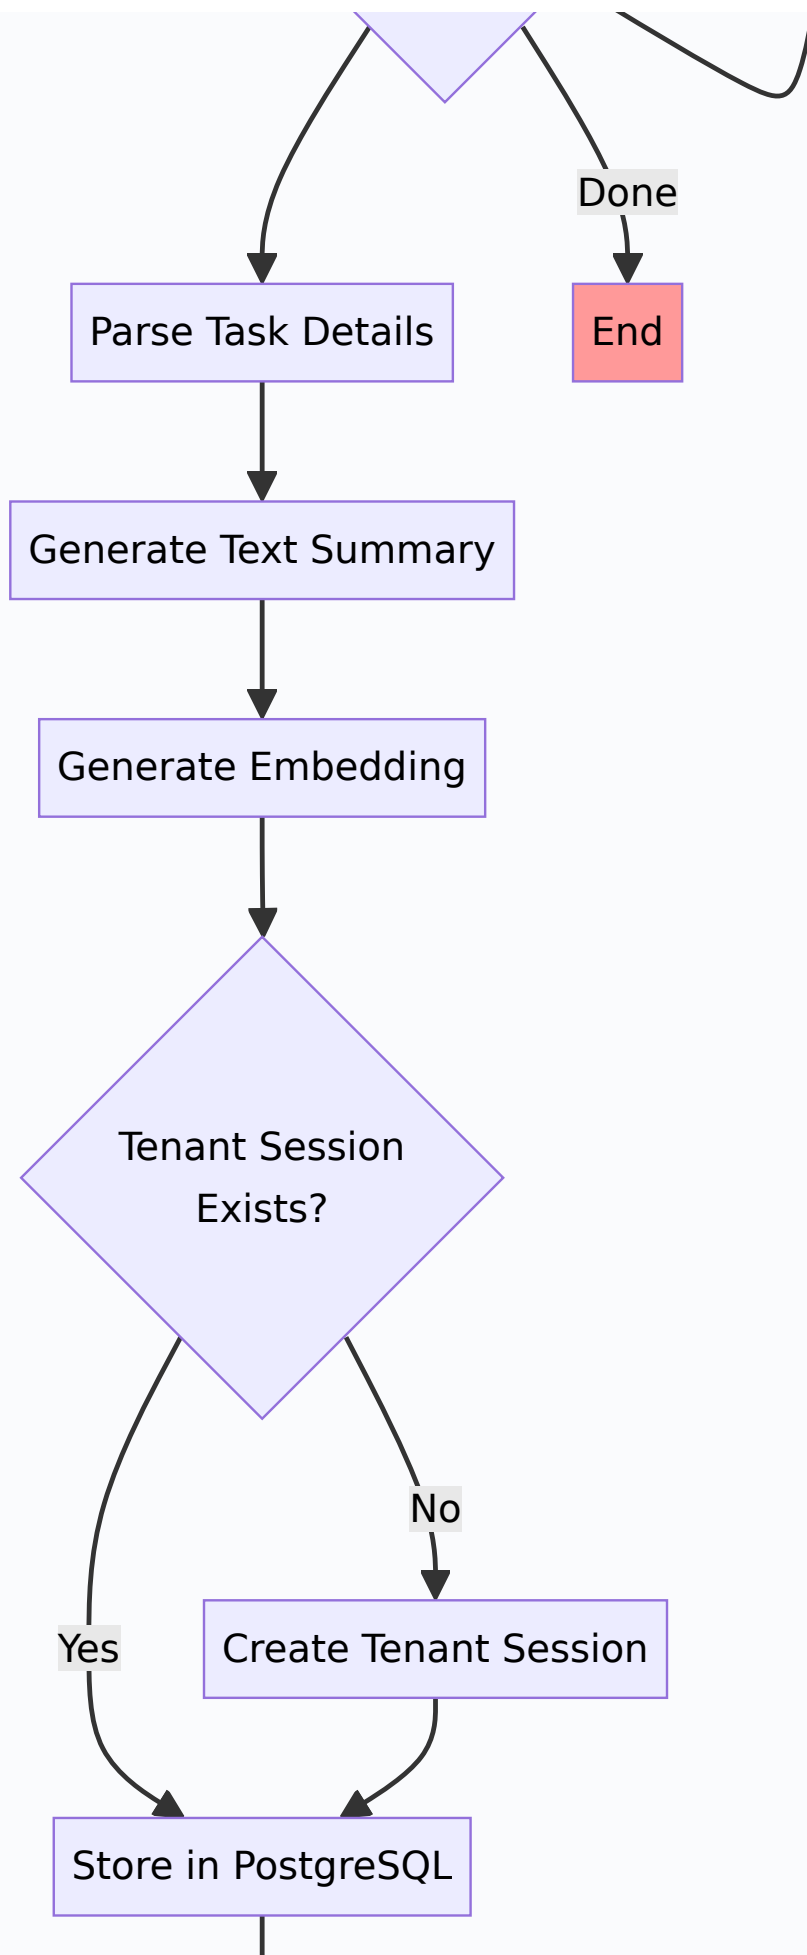 Done
Parse Task Details
End
Generate Text Summary
Generate Embedding
Tenant Session
Exists?
No
Yes
Create Tenant Session
Store in PostgreSQL